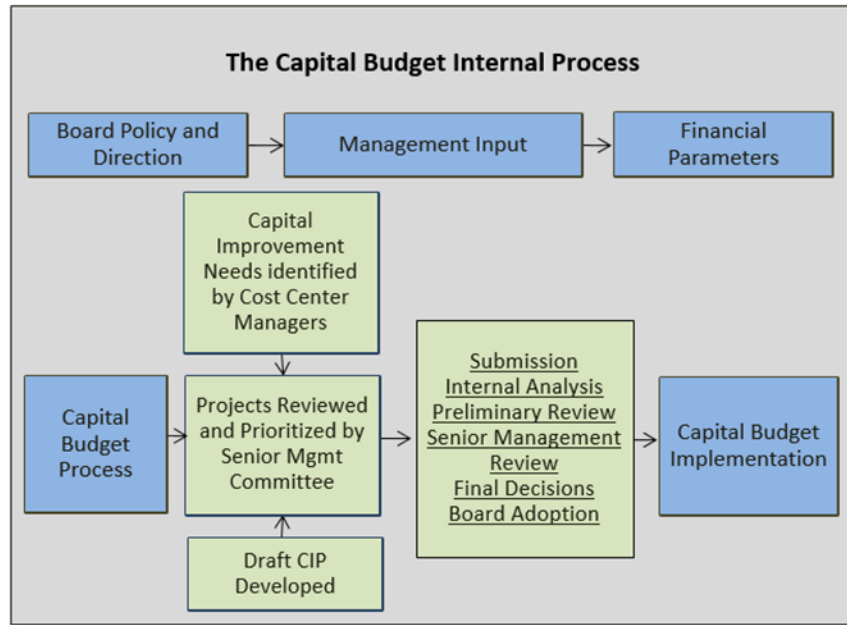 The Capital Budget Internal Process
Board Policy and
Direction
Management Input
Financial
Parameters
Capital
Improvement
Needs identified
by Cost Center
Managers
Capital
Budget
Process
Projects Reviewed
and Prioritized by
Senior Mgmt
Committee
Draft CIP
Developed
Submission
Internal Analysis
Preliminary Review
Senior Management
Review
Final Decisions
Board Adoption
Capital Budget
Implementation